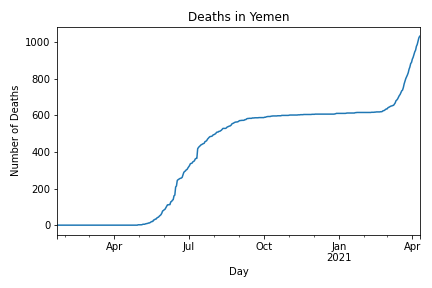 Deaths in Yemen
Number of Deaths
1000
800
600
400
200
0
Apr
Jul
Oct
Jan
2021
Apr
Day